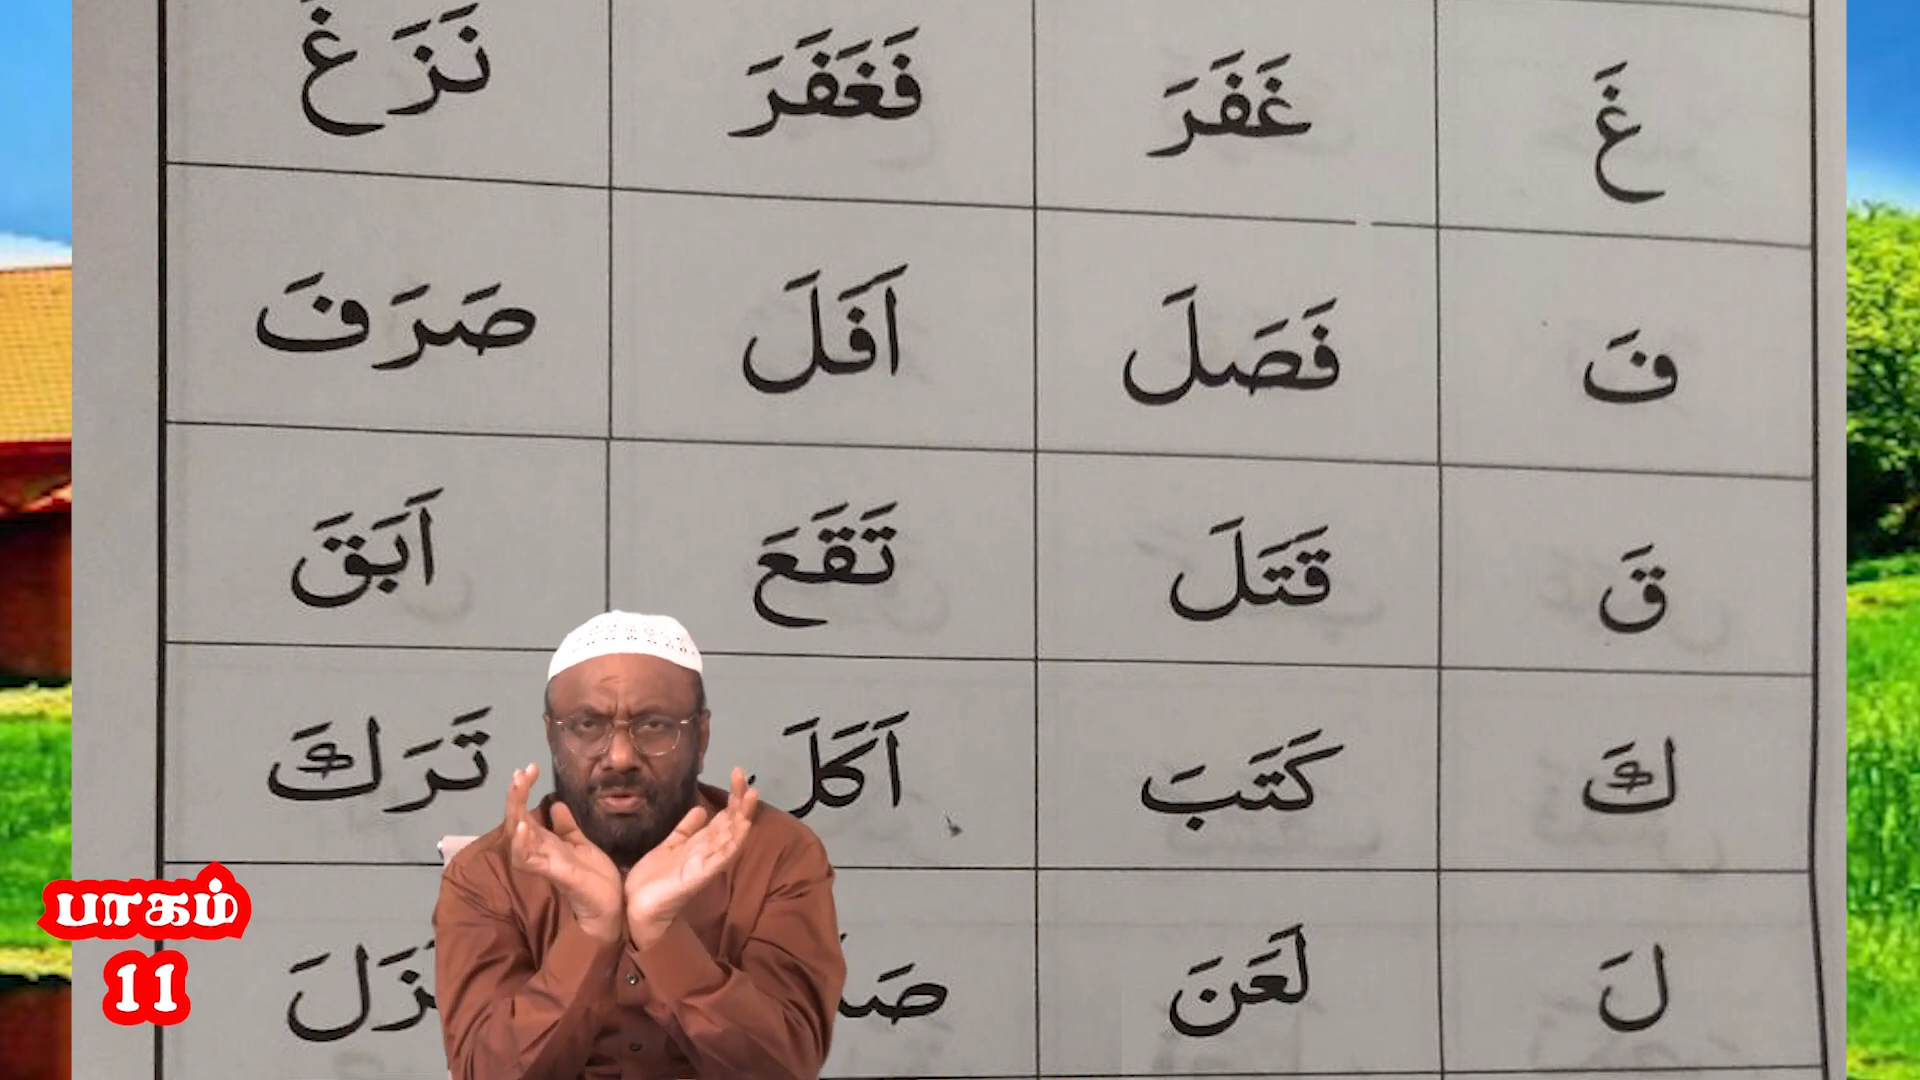 غَ غَفَرَ فَغَفَرَ نَزَغَ
فَ فَصَلَ اَفَلَ صَرَفَ
قَ قَتَلَ تَقَعَ اَبَقَ
كَ كَتَبَ اَكَلَ تَرَكَ
لَ لَعَنَ
பாகம்
11